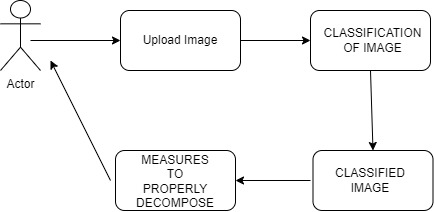 Actor
Upload Image
CLASSIFICATION
OF IMAGE
CLASSIFIED
IMAGE
MEASURES
TO
PROPERLY
DECOMPOSE